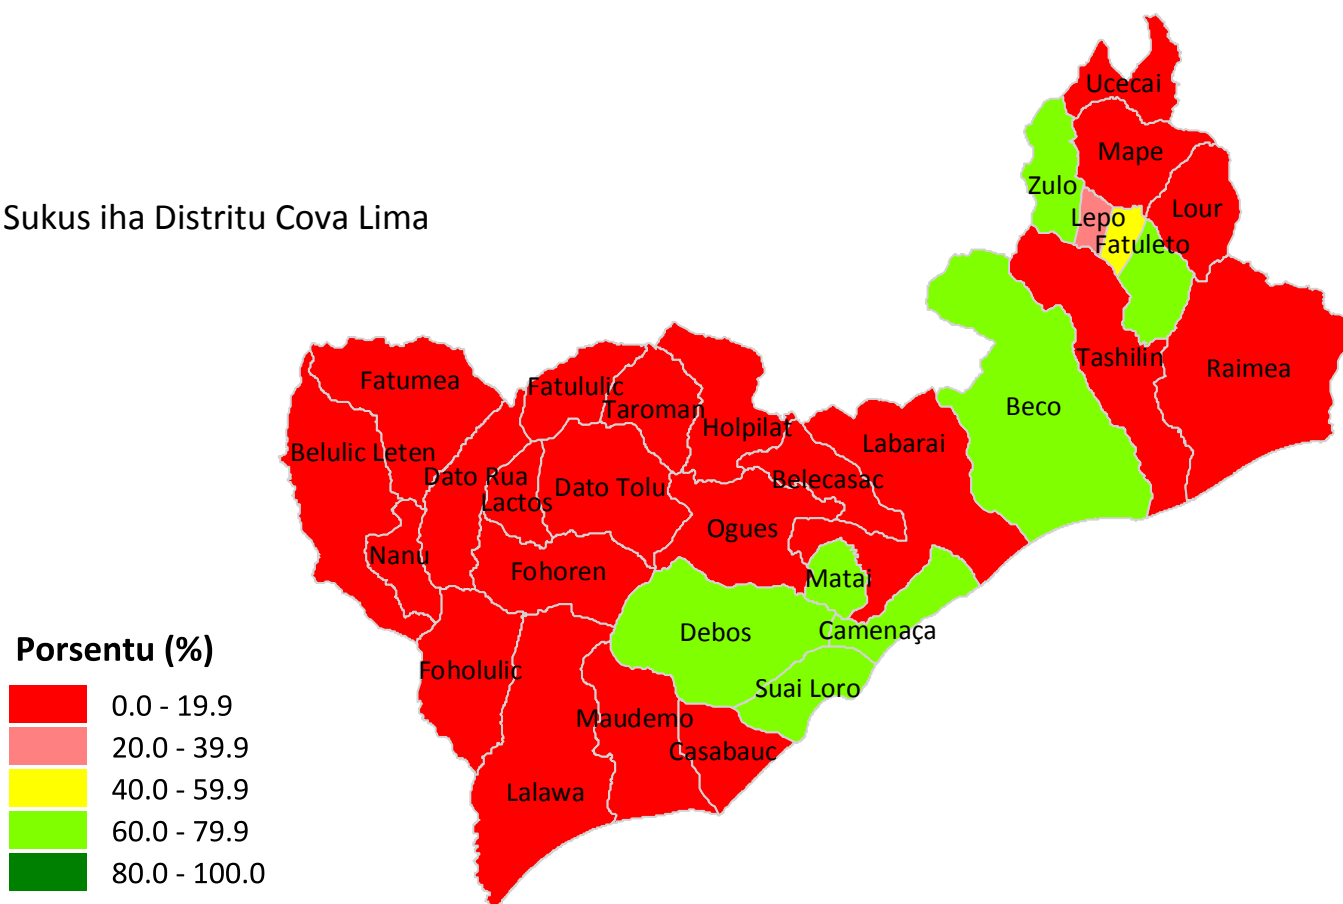 Ucecai
Mape
Zulo
Lour
Lepo
Sukus iha Distritu Cova Lima
Fatuleto
Tashilin
Raimea
Fatumea
Fatululic
Taroman
Beco
Holpilat
Labarai
Belulic Leten
Dato Rua
Belecasac
Lactos
Dato Tolu
Ogues
Nanu
Fohoren
Matai
Debos
Camenaça
Foholulic
Suai Loro
Maudemo
Casabauc
Lalawa
Porsentu (%)
0.0 - 19.9
20.0 - 39.9
40.0 - 59.9
60.0 - 79.9
80.0 - 100.0